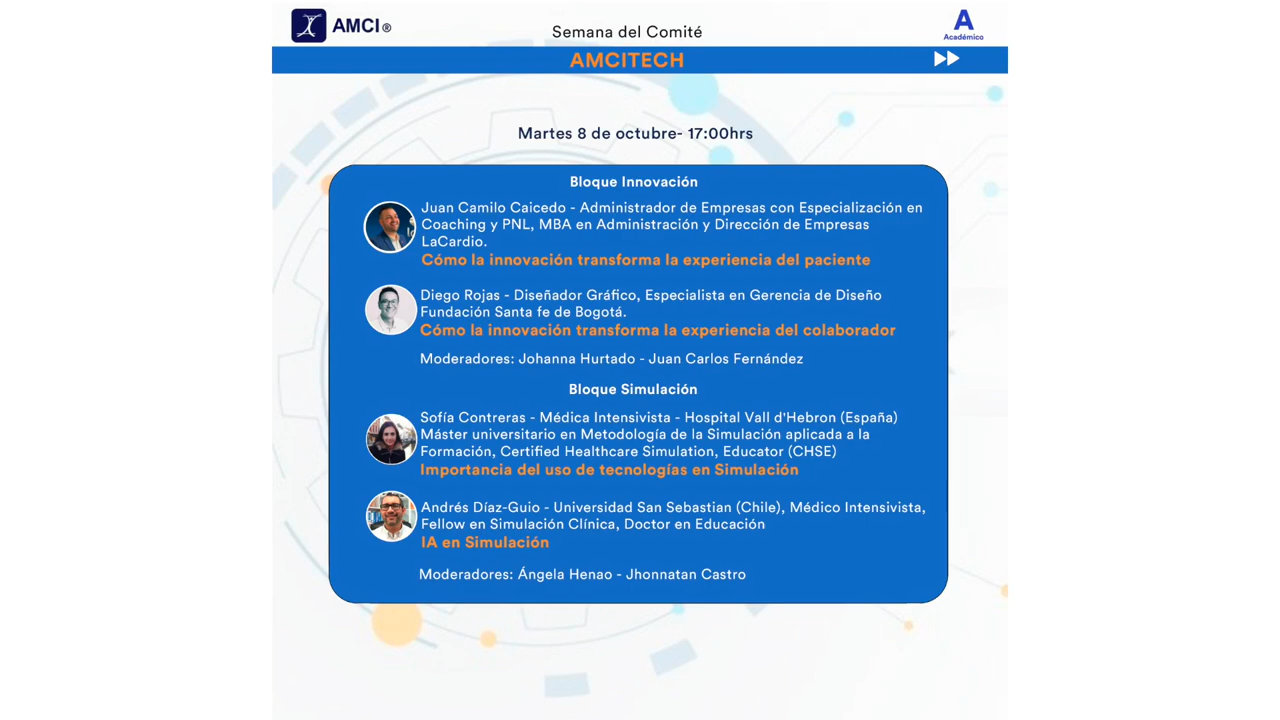 AMCI®
Semana del Comité
A
Académico
AMCITECH
Martes 8 de octubre- 17:00hrs
Bloque Innovación
Juan Camilo Caicedo - Administrador de Empresas con Especialización en
Coaching y PNL, MBA en Administración y Dirección de Empresas
LaCardio.
Cómo la innovación transforma la experiencia del paciente
Diego Rojas - Diseñador Gráfico, Especialista en Gerencia de Diseño
Fundación Santa fe de Bogotá.
Cómo la innovación transforma la experiencia del colaborador
Moderadores: Johanna Hurtado - Juan Carlos Fernández
Bloque Simulación
Sofía Contreras - Médica Intensivista - Hospital Vall d'Hebron (España)
Máster universitario en Metodología de la Simulación aplicada a la
Formación, Certified Healthcare Simulation, Educator (CHSE)
Importancia del uso de tecnologías en Simulación
Andrés Díaz-Guio - Universidad San Sebastian (Chile), Médico Intensivista,
Fellow en Simulación Clínica, Doctor en Educación
IA en Simulación
Moderadores: Ángela Henao - Jhonnatan Castro